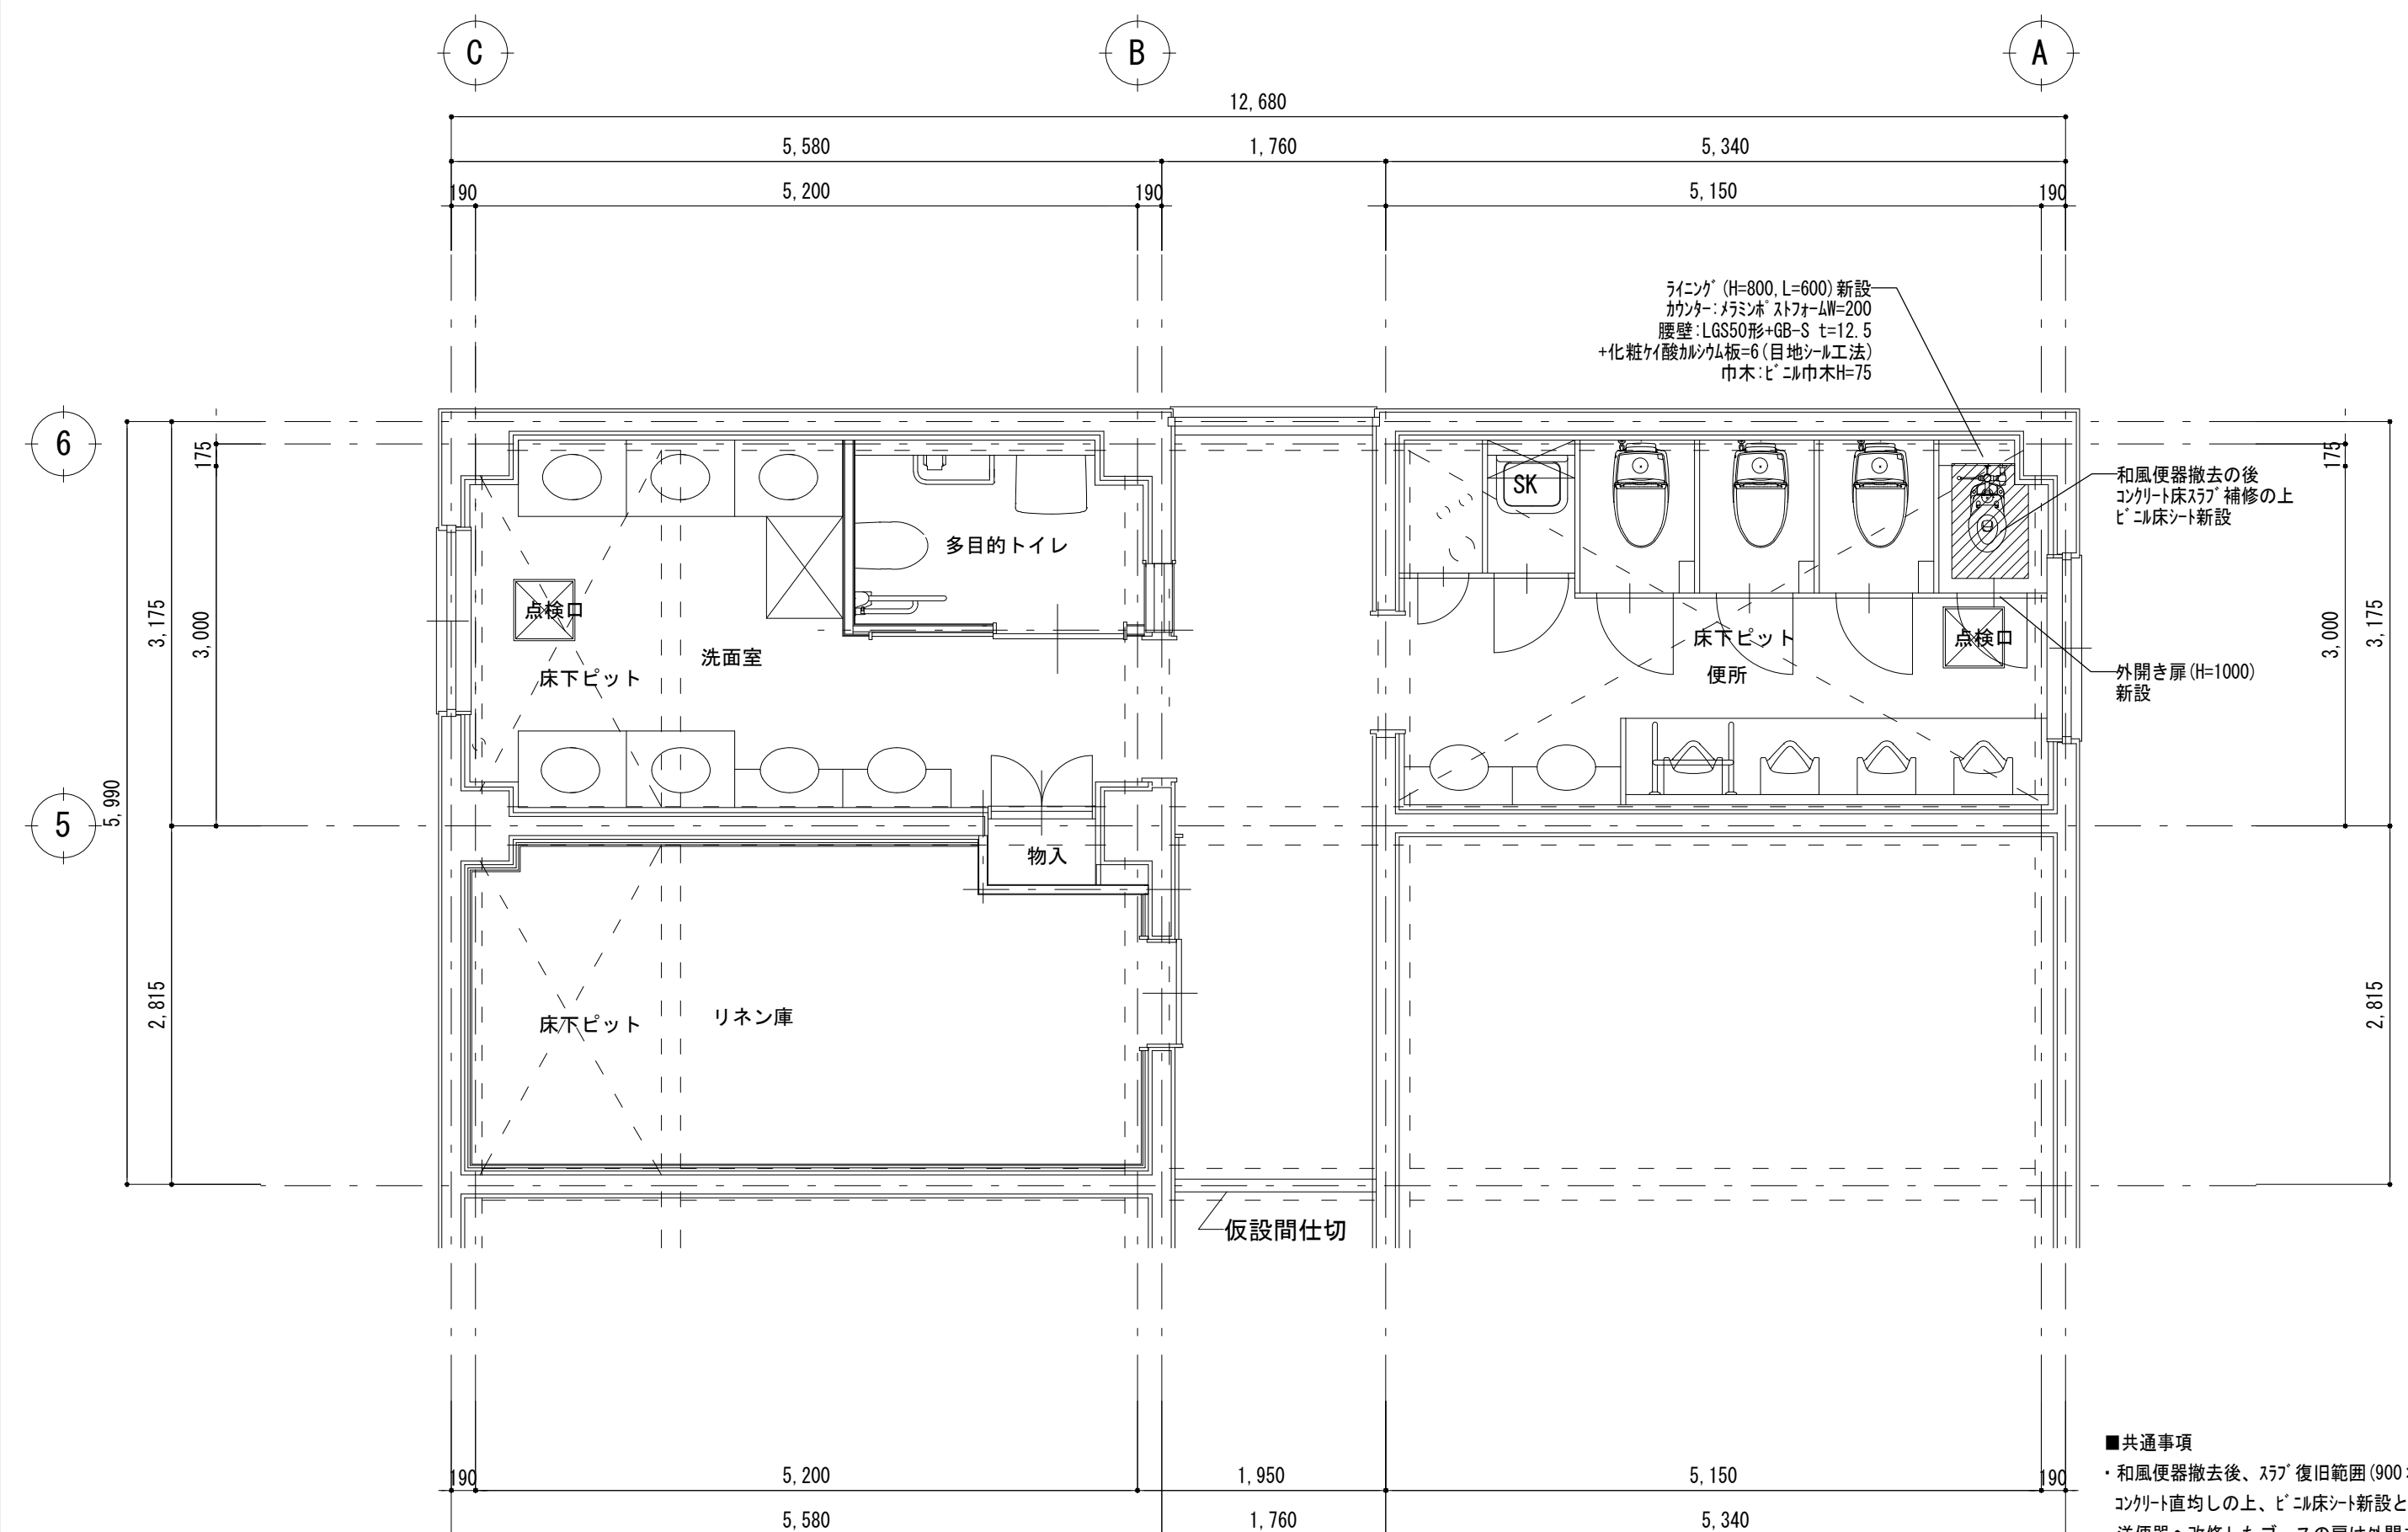 C
B
A
12,680
5,580
1,760
5,340
190
5,200
190
5,150
190
ライニング(H=800,L=600)新設
カウンター:メラミンポストフォームW=200
腰壁:LGS50形+GB-S t=12.5
+化粧ケイ酸カルシウム板=6(目地シール工法)
巾木:ビニル巾木H=75
6
175
3,175
3,000
5,990
5
2,815
SK
多目的トイレ
点検口
洗面室
床下ピット
和風便器撤去の後
コンクリート床スラブ補修の上
ビニル床シート新設
床下ピット
便所
点検口
外開き扉(H=1000)
新設
175
3,000
3,175
2,815
物入
床下ピット
リネン庫
仮設間仕切
■共通事項
・和風便器撤去後、スラブ復旧範囲(900
コンクリート直均しの上、ビニル床シート新設と
190
5,200
1,950
5,150
190
5,580
1,760
5,340